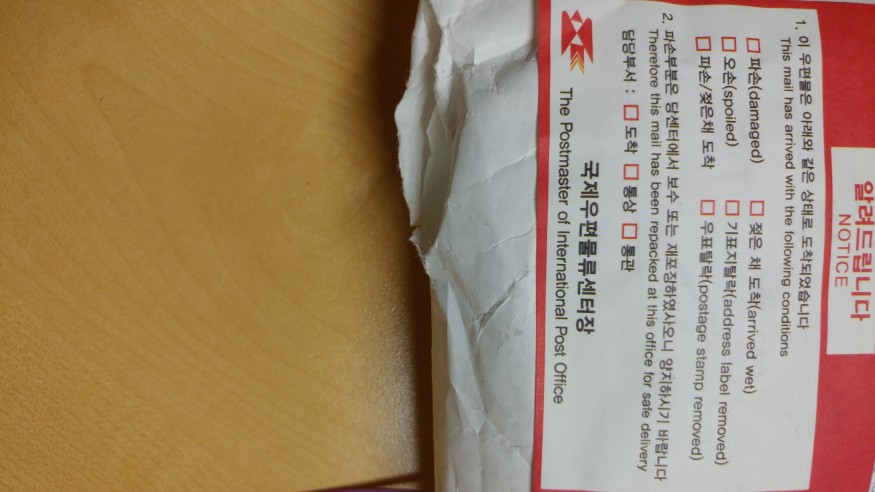 알려드립니다
NOTICE
1. 이 우편물은 아래와 같은 상태로 도착되었습니다
This mail has arrived with the following conditions
□ 파손(damaged) □ 젖은 채 도착(arrived wet)
□ 오손(spoiled) □ 기표지탈락(address label removed)
□ 파손/젖은채 도착 □ 우표탈락(postage stamp removed)
2. 파손부분은 당센터에서 보수 또는 재포장하였사오니 양지하시기 바랍니다
Therefore this mail has been repacked at this office for safe delivery
담당부서 : □ 도착 □ 통상 □ 통관
국제우편물류센터장
The Postmaster of International Post Office